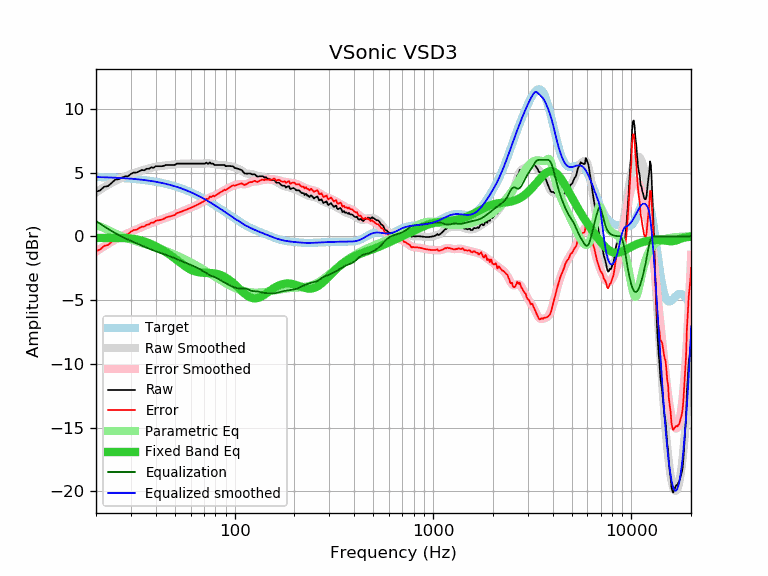 VSonic VSD3
Amplitude (dBr)
10
5
0
−5
−10
−15
−20
Target
Raw Smoothed
Error Smoothed
Raw
Error
Parametric Eq
Fixed Band Eq
Equalization
Equalized smoothed
100
1000
10000
Frequency (Hz)